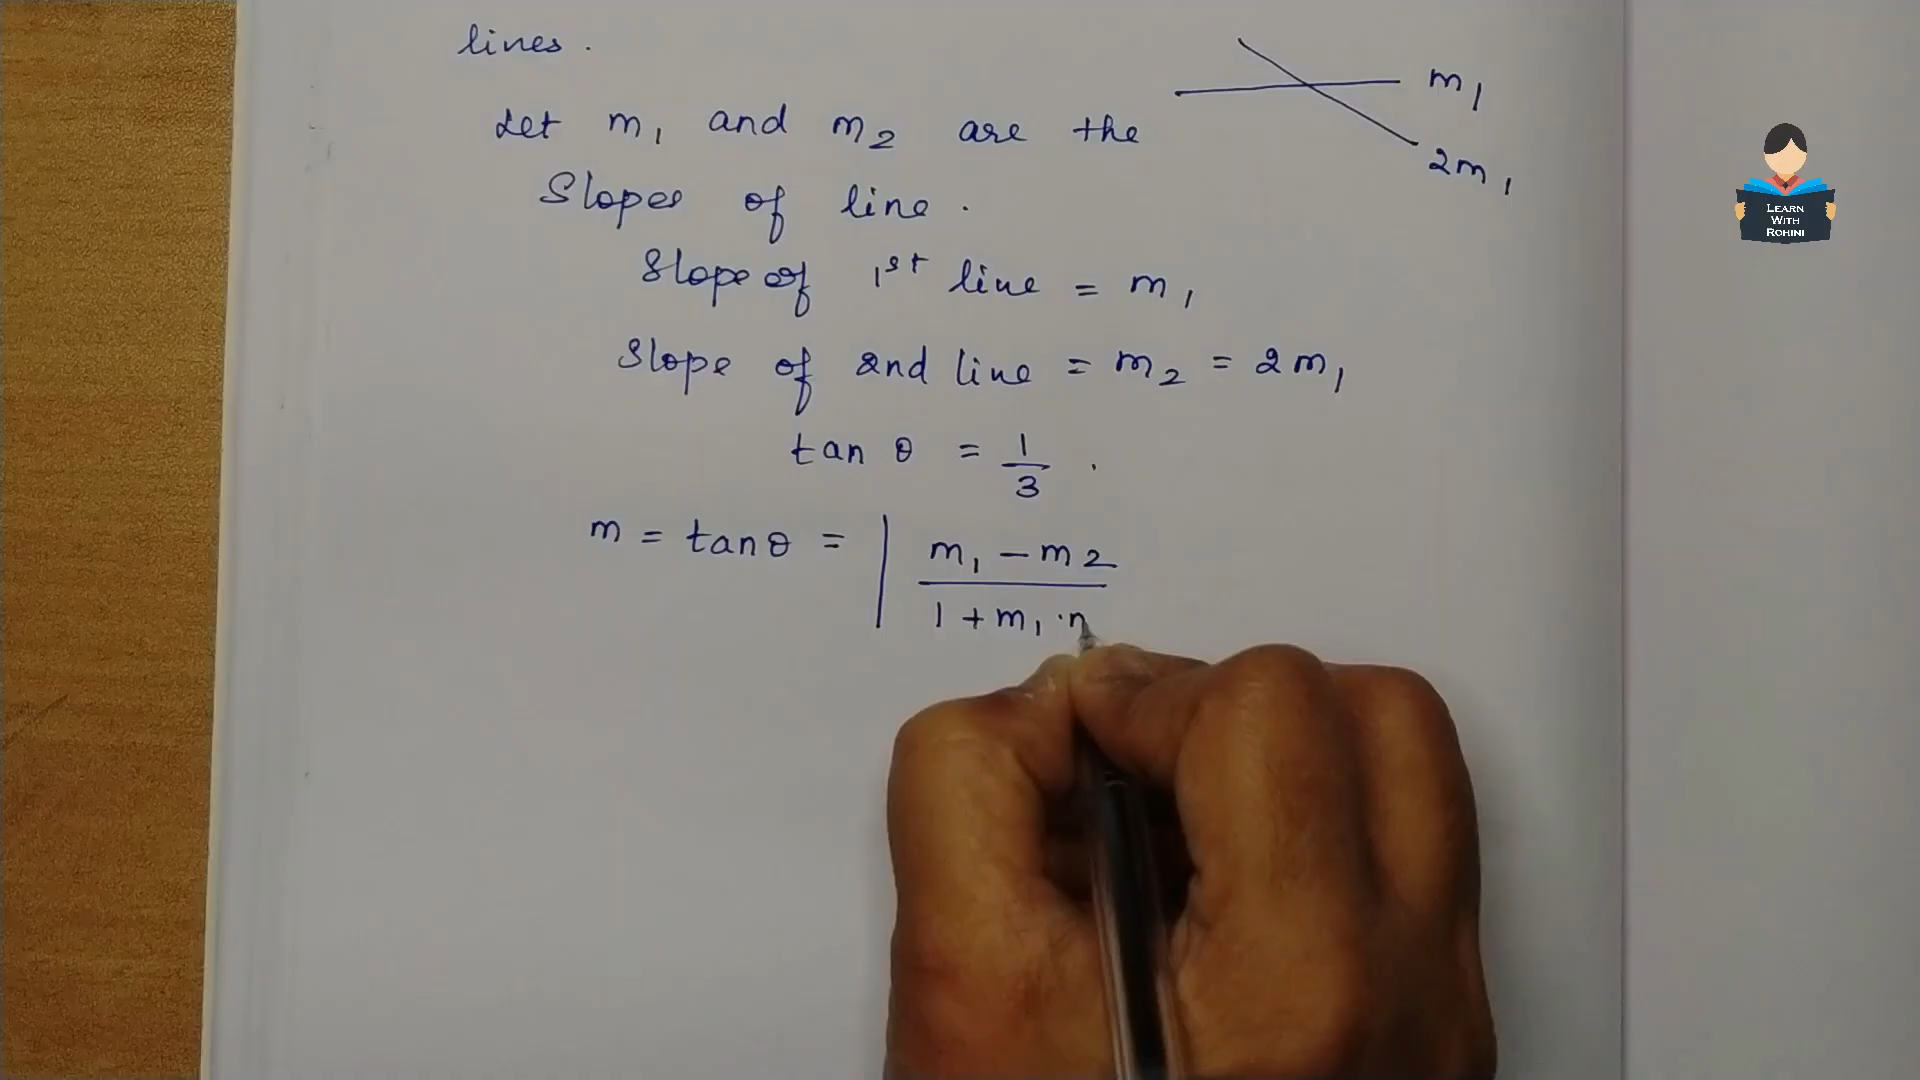 lines.
Let m₁ and m₂ are the
Slopes of line.
Slope of 1st line = m₁
Slope of 2nd line = m₂ = 2m₁
tan θ = 1/3.
m = tanθ = | m₁ - m₂
1 + m₁ ·
m₁
2m₁
LEARN
WITH
ROHINI